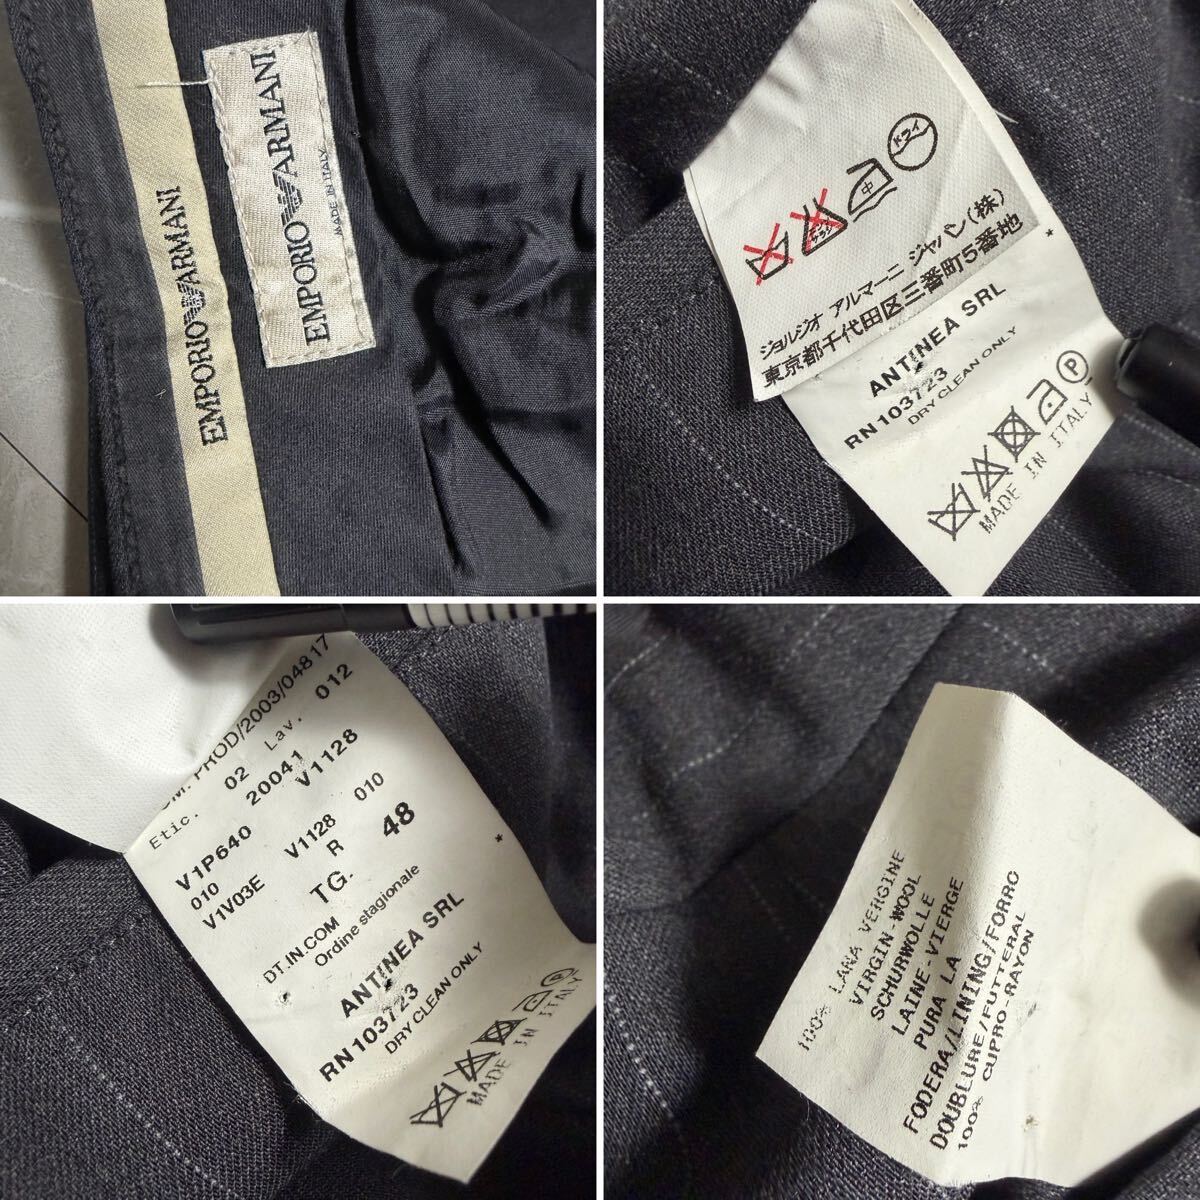 EMPORIO ARMANI
EMPORIO ARMANI
MADE IN ITALY
ドライ
中
エンソ
ジョルジオ アルマーニ ジャパン(株)
東京都千代田区三番町5番地
ANTINEA SRL
RN 103723
DRY CLEAN ONLY
P
MADE IN ITALY
PROD/2003/04817
Etic. 02 Lav. 012
20041
V1P640 V1128
010 V1128 010
V1V03E R
TG. 48
DT.IN.COM
Ordine stagionale
ANTINEA SRL
RN 103723
DRY CLEAN ONLY
MADE IN ITALY
100% LANA VERGINE
VIRGIN-WOOL
SCHURWOLLE
LAINE-VIERGE
PURA LA
FODERA/LINING/FORRO
DOUBLURE/FUTTERAL
100% CUPRO-RAYON